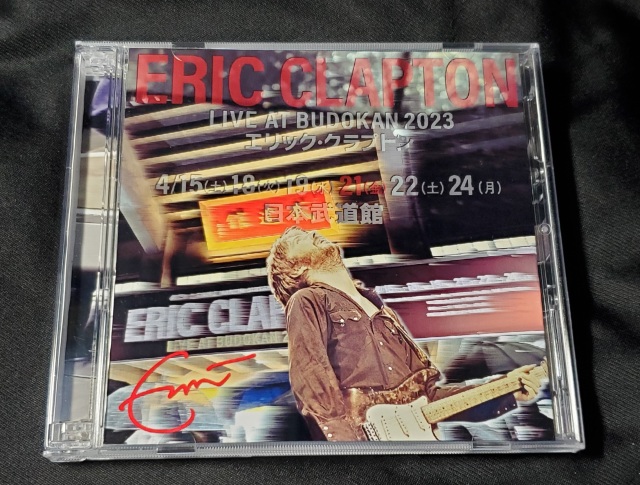 ERIC CLAPTON
LIVE AT BUDOKAN 2023
エリック・クラプトン
4/15(土)18(火)19(水)21(金)22(土)24(月)
日本武道館
ERIC CLAP
LIVE AT BUDOKAN